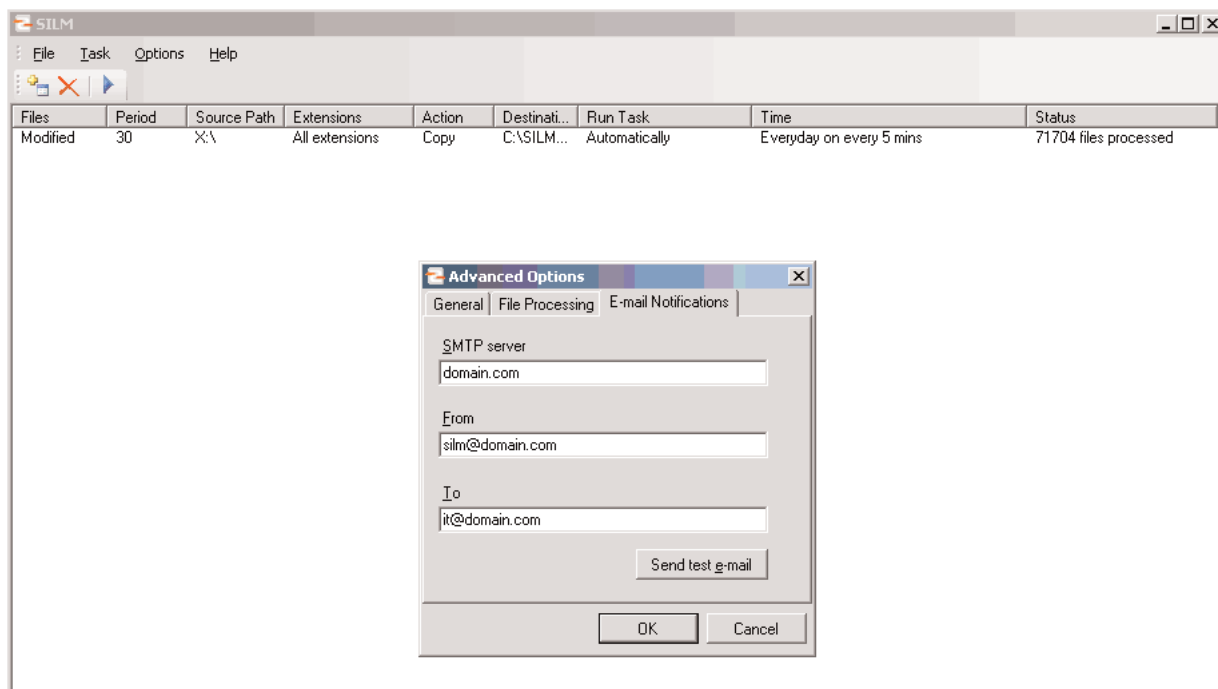 SILM
File Task Options Help
Files Period Source Path Extensions Action Destinati... Run Task Time Status
Modified 30 X:\ All extensions Copy C:\SILM... Automatically Everyday on every 5 mins 71704 files processed
Advanced Options
General File Processing E-mail Notifications
SMTP server
domain.com
From
silm@domain.com
To
it@domain.com
Send test e-mail
OK Cancel